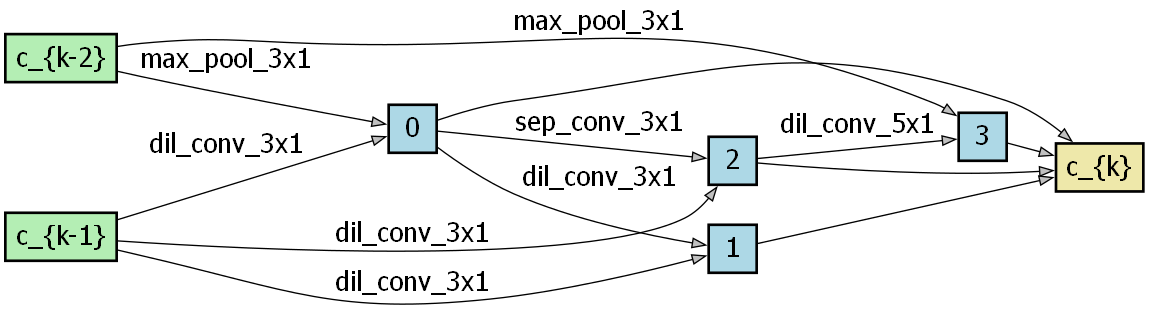 max_pool_3x1
c_{k-2}
max_pool_3x1
0
sep_conv_3x1
dil_conv_5x1
3
dil_conv_3x1
2
c_{k}
dil_conv_3x1
c_{k-1}
dil_conv_3x1
1
dil_conv_3x1